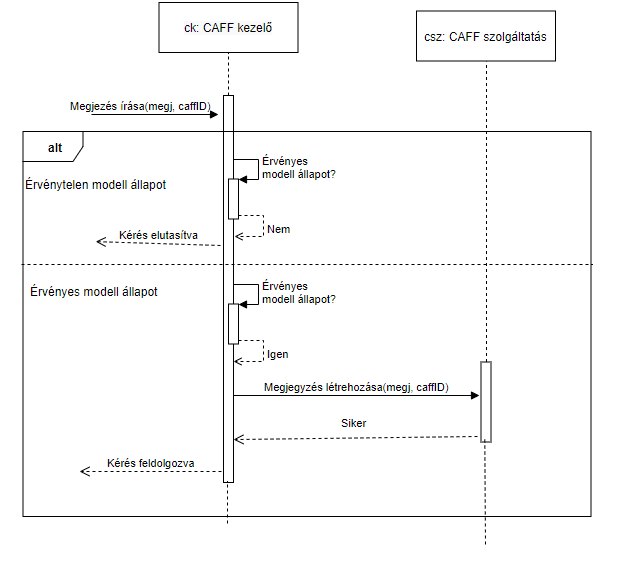 ck: CAFF kezelő
csz: CAFF szolgáltatás
Megjezés írása(megj, caffID)
alt
Érvénytelen modell állapot
Érvényes
modell állapot?
Nem
Kérés elutasítva
Érvényes modell állapot
Érvényes
modell állapot?
Igen
Megjegyzés létrehozása(megj, caffID)
Siker
Kérés feldolgozva